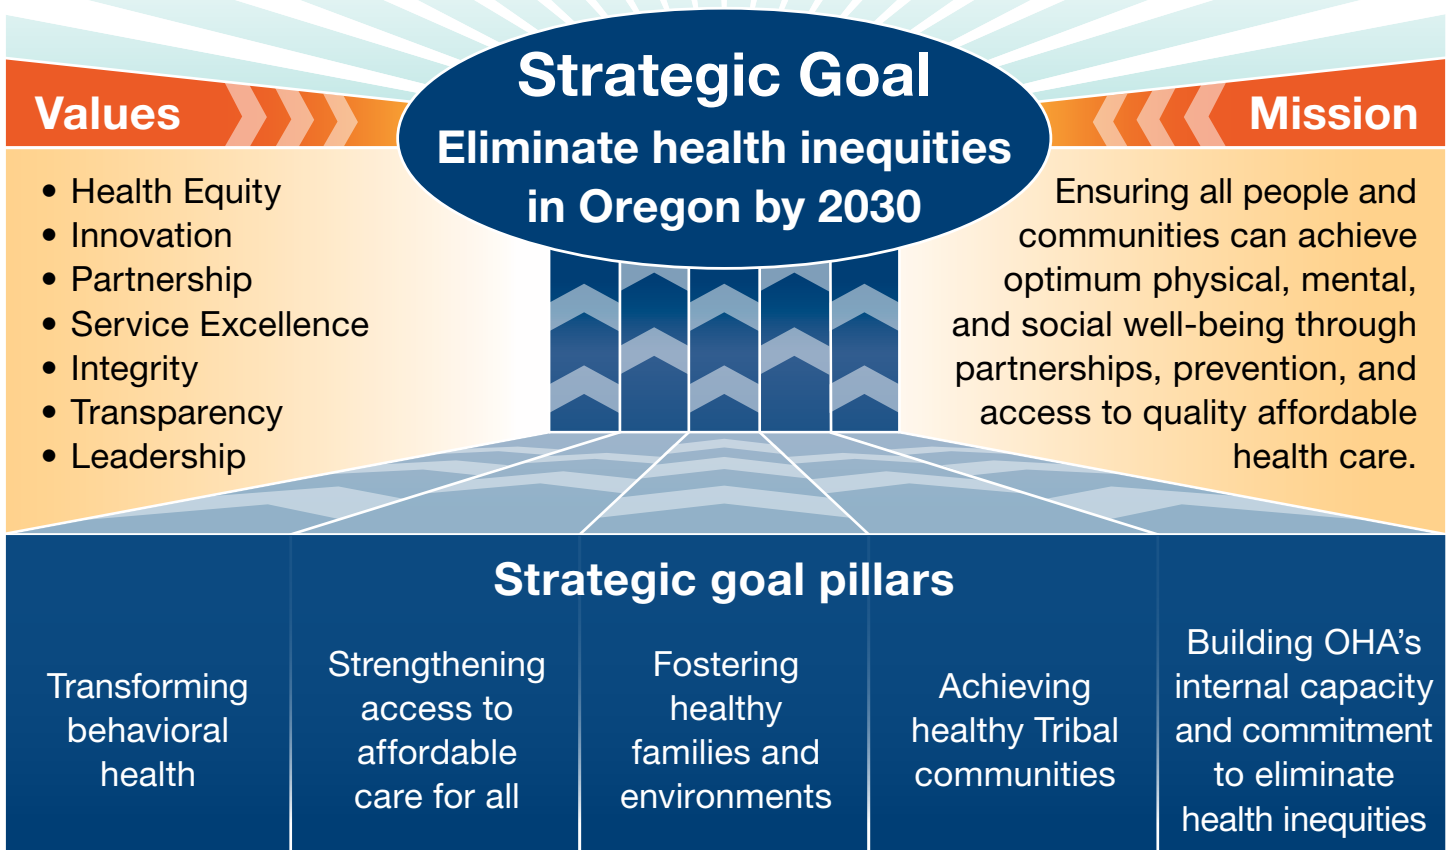 Strategic Goal
Eliminate health inequities
in Oregon by 2030
Values
• Health Equity
• Innovation
• Partnership
• Service Excellence
• Integrity
• Transparency
• Leadership
Mission
Ensuring all people and
communities can achieve
optimum physical, mental,
and social well-being through
partnerships, prevention, and
access to quality affordable
health care.
Strategic goal pillars
Transforming
behavioral
health
Strengthening
access to
affordable
care for all
Fostering
healthy
families and
environments
Achieving
healthy Tribal
communities
Building OHA’s
internal capacity
and commitment
to eliminate
health inequities